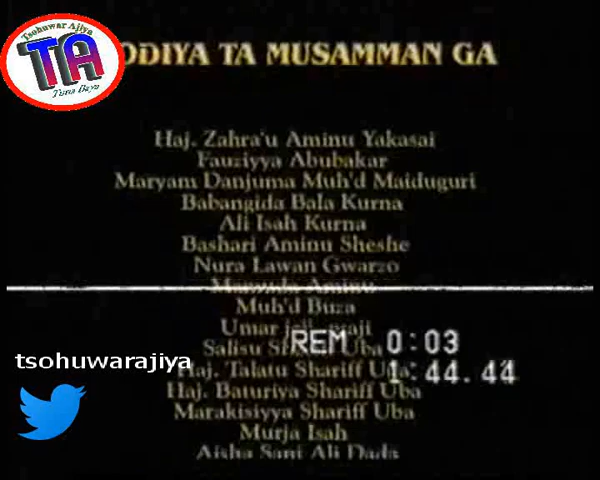 Tsohuwar Ajiya
TA
Tuna Baya
ODIYA TA MUSAMMAN GA
Haj. Zahra'u Aminu Yakasai
Fauziyya Abubakar
Maryam Danjuma Muh'd Maiduguri
Babangida Bala Kurna
Ali Isah Kurna
Bashari Aminu Sheshe
Nura Lawan Gwarzo
Aminu
Muh'd Buza
Umar
Salisu Uba
REM 0:03
tsohuwarajiya
Haj. Talatu Shariff Uba
1:44.44
Haj. Baturiya Shariff Uba
Marakisiyya Shariff Uba
Murja Isah
Aisha Sani Ali Dada